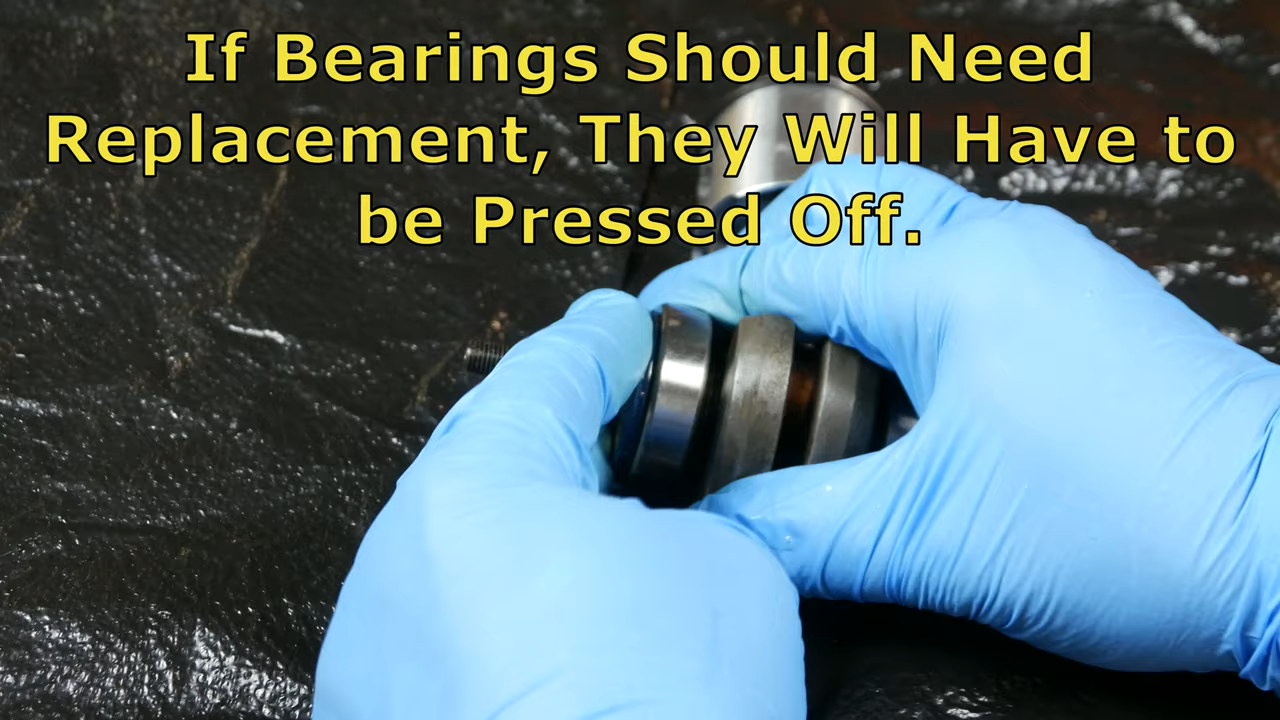 If Bearings Should Need
Replacement, They Will Have to
be Pressed Off.